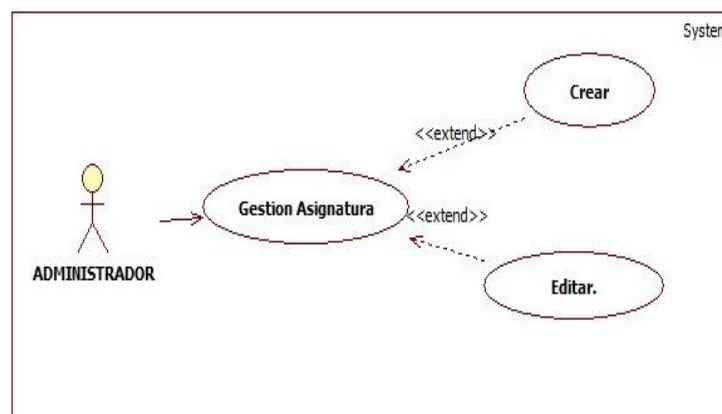 System
Crear
<<extend>>
Gestion Asignatura
<<extend>>
ADMINISTRADOR
Editar.